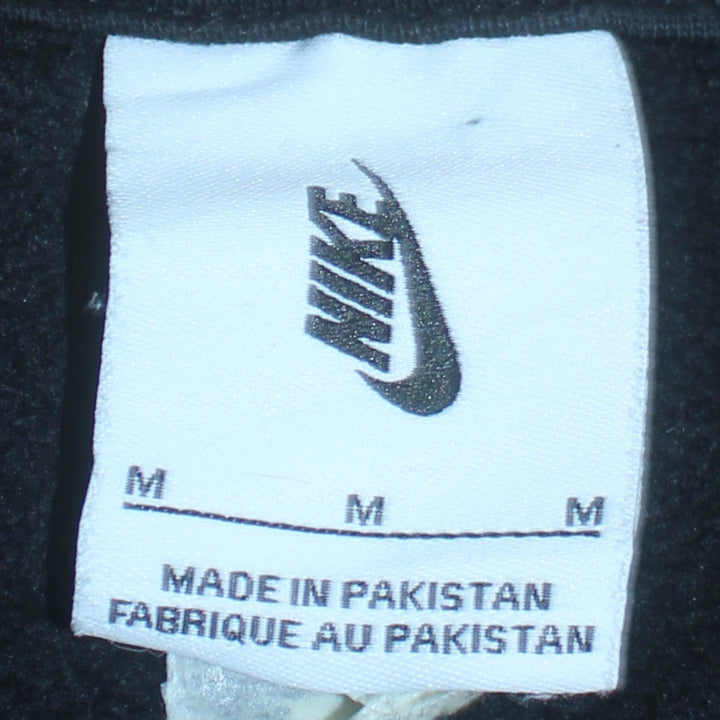 NIKE
M M M
MADE IN PAKISTAN
FABRIQUE AU PAKISTAN